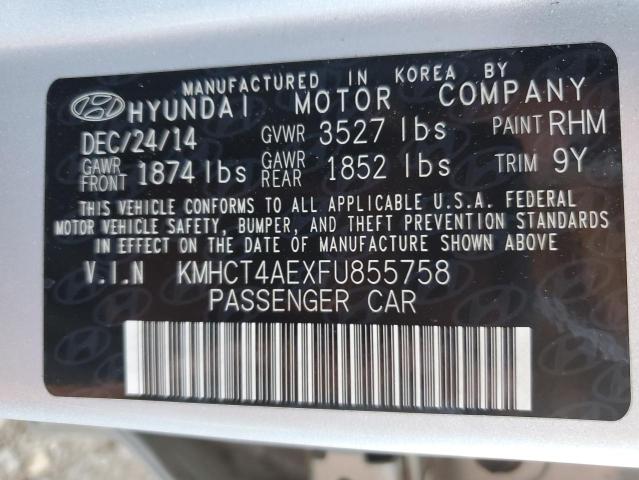 MANUFACTURED IN KOREA BY
HYUNDAI MOTOR COMPANY
DEC/24/14 GVWR 3527 lbs PAINT RHM
GAWR FRONT 1874 lbs GAWR REAR 1852 lbs TRIM 9Y
THIS VEHICLE CONFORMS TO ALL APPLICABLE U.S.A. FEDERAL
MOTOR VEHICLE SAFETY, BUMPER, AND THEFT PREVENTION STANDARDS
IN EFFECT ON THE DATE OF MANUFACTURE SHOWN ABOVE
V.I.N KMHCT4AEXFU855758
PASSENGER CAR